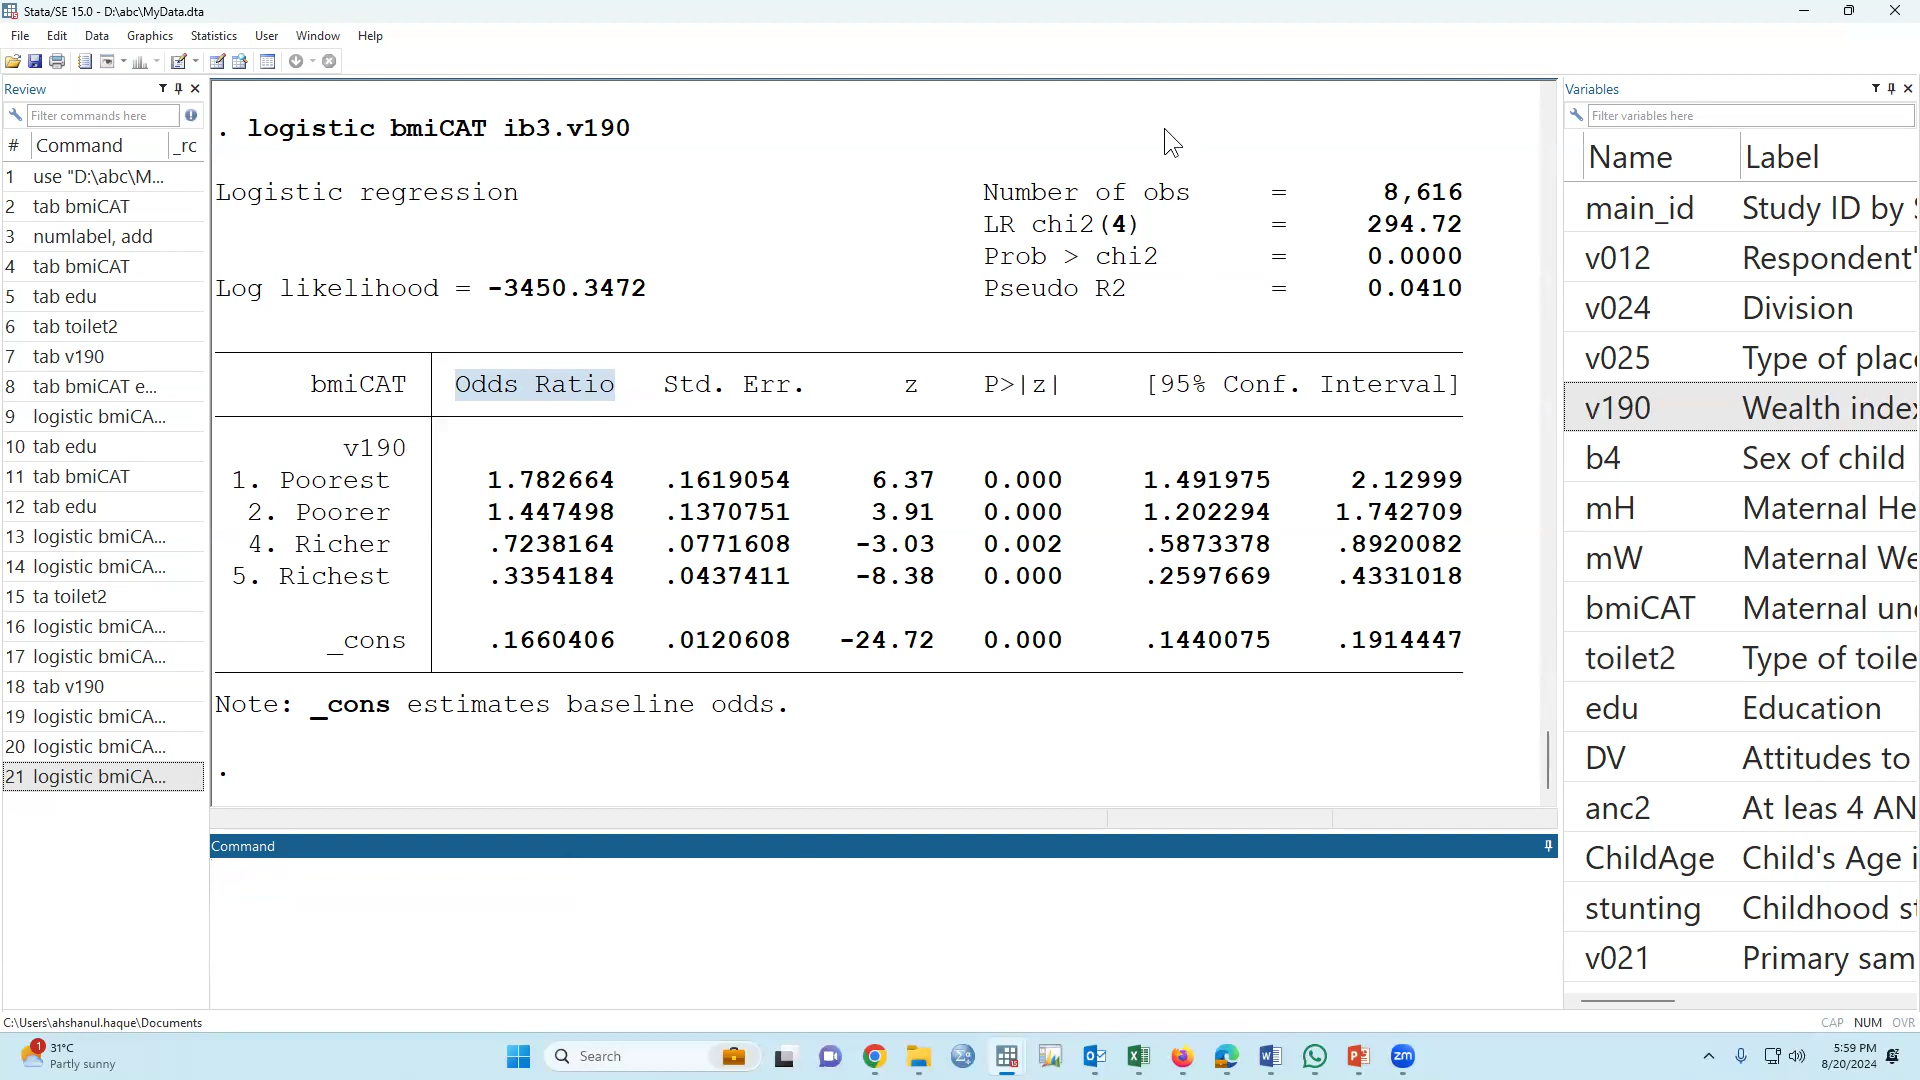 Stata/SE 15.0 - D:\abc\MyData.dta
File Edit Data Graphics Statistics User Window Help
Review
Filter commands here
# Command _rc
1 use "D:\abc\M...
2 tab bmiCAT
3 numlabel, add
4 tab bmiCAT
5 tab edu
6 tab toilet2
7 tab v190
8 tab bmiCAT e...
9 logistic bmiCA...
10 tab edu
11 tab bmiCAT
12 tab edu
13 logistic bmiCA...
14 logistic bmiCA...
15 ta toilet2
16 logistic bmiCA...
17 logistic bmiCA...
18 tab v190
19 logistic bmiCA...
20 logistic bmiCA...
21 logistic bmiCA...
. logistic bmiCAT ib3.v190
Logistic regression Number of obs = 8,616
LR chi2(4) = 294.72
Prob > chi2 = 0.0000
Log likelihood = -3450.3472 Pseudo R2 = 0.0410
bmiCAT Odds Ratio Std. Err. z P>|z| [95% Conf. Interval]
v190
1. Poorest 1.782664 .1619054 6.37 0.000 1.491975 2.12999
2. Poorer 1.447498 .1370751 3.91 0.000 1.202294 1.742709
4. Richer .7238164 .0771608 -3.03 0.002 .5873378 .8920082
5. Richest .3354184 .0437411 -8.38 0.000 .2597669 .4331018
_cons .1660406 .0120608 -24.72 0.000 .1440075 .1914447
Note: _cons estimates baseline odds.
.
Command
Variables
Filter variables here
Name Label
main_id Study ID by
v012 Respondent'
v024 Division
v025 Type of plac
v190 Wealth inde
b4 Sex of child
mH Maternal He
mW Maternal We
bmiCAT Maternal un
toilet2 Type of toile
edu Education
DV Attitudes to
anc2 At leas 4 AN
ChildAge Child's Age i
stunting Childhood s
v021 Primary sam
C:\Users\ahshanul.haque\Documents
CAP NUM OVR
1
31°C
Partly sunny
Search
zm
5:59 PM
8/20/2024